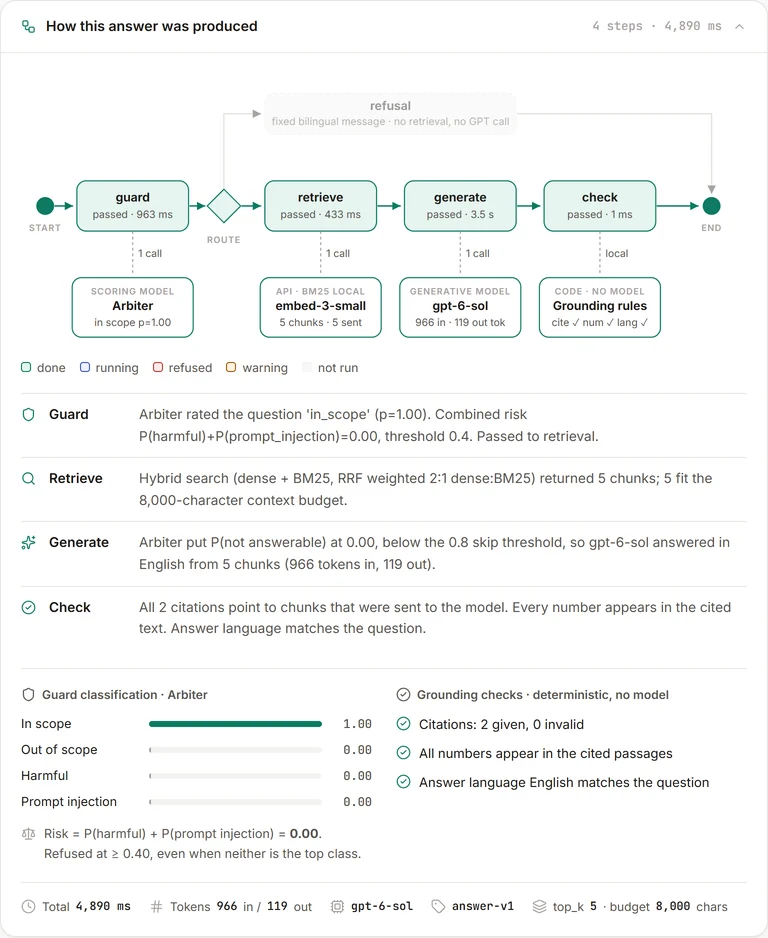 How this answer was produced
4 steps · 4,890 ms
refusal
fixed bilingual message · no retrieval, no GPT call
guard
passed · 963 ms
retrieve
passed · 433 ms
generate
passed · 3.5 s
check
passed · 1 ms
START
ROUTE
END
1 call
1 call
1 call
local
SCORING MODEL
Arbiter
in scope p=1.00
API · BM25 LOCAL
embed-3-small
5 chunks · 5 sent
GENERATIVE MODEL
gpt-6-sol
966 in · 119 out tok
CODE · NO MODEL
Grounding rules
cite ✓ num ✓ lang ✓
done
running
refused
warning
not run
Guard
Arbiter rated the question 'in_scope' (p=1.00). Combined risk
P(harmful)+P(prompt_injection)=0.00, threshold 0.4. Passed to retrieval.
Retrieve
Hybrid search (dense + BM25, RRF weighted 2:1 dense:BM25) returned 5 chunks; 5 fit the
8,000-character context budget.
Generate
Arbiter put P(not answerable) at 0.00, below the 0.8 skip threshold, so gpt-6-sol answered in
English from 5 chunks (966 tokens in, 119 out).
Check
All 2 citations point to chunks that were sent to the model. Every number appears in the cited
text. Answer language matches the question.
Guard classification · Arbiter
In scope 1.00
Out of scope 0.00
Harmful 0.00
Prompt injection 0.00
Risk = P(harmful) + P(prompt injection) = 0.00.
Refused at ≥ 0.40, even when neither is the top class.
Grounding checks · deterministic, no model
Citations: 2 given, 0 invalid
All numbers appear in the cited passages
Answer language English matches the question
Total 4,890 ms
Tokens 966 in / 119 out
gpt-6-sol
answer-v1
top_k 5 · budget 8,000 chars